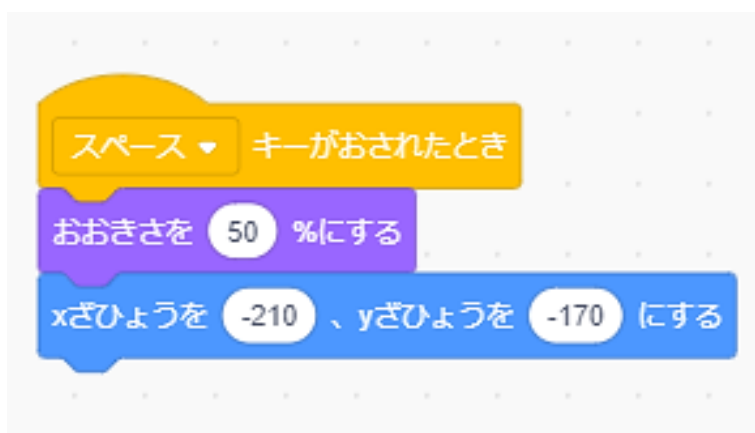 スペース キーがおされたとき
おおきさを 50 %にする
xざひょうを -210 、yざひょうを -170 にする